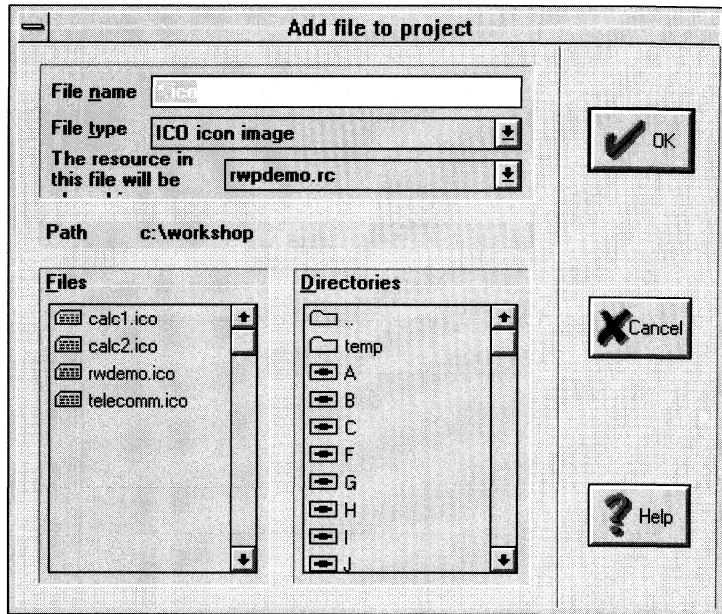 Add file to project
File name *.ico
File type ICO icon image
The resource in
this file will be rwpdemo.rc
Path c:\workshop
Files
calc1.ico
calc2.ico
rwdemo.ico
telecomm.ico
Directories
..
temp
A
B
C
F
G
H
I
J
OK
Cancel
Help